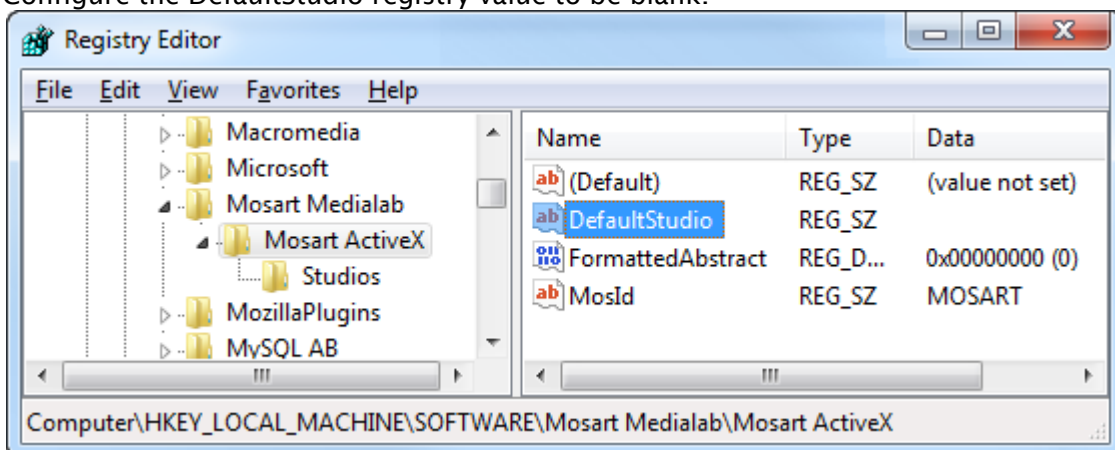 Configure the DefaultStudio registry value to be blank.
Registry Editor
File Edit View Favorites Help
Macromedia
Microsoft
Mosart Medialab
Mosart ActiveX
Studios
MozillaPlugins
MySQL AB
Name Type Data
(Default) REG_SZ (value not set)
DefaultStudio REG_SZ
FormattedAbstract REG_D... 0x00000000 (0)
MosId REG_SZ MOSART
Computer\HKEY_LOCAL_MACHINE\SOFTWARE\Mosart Medialab\Mosart ActiveX